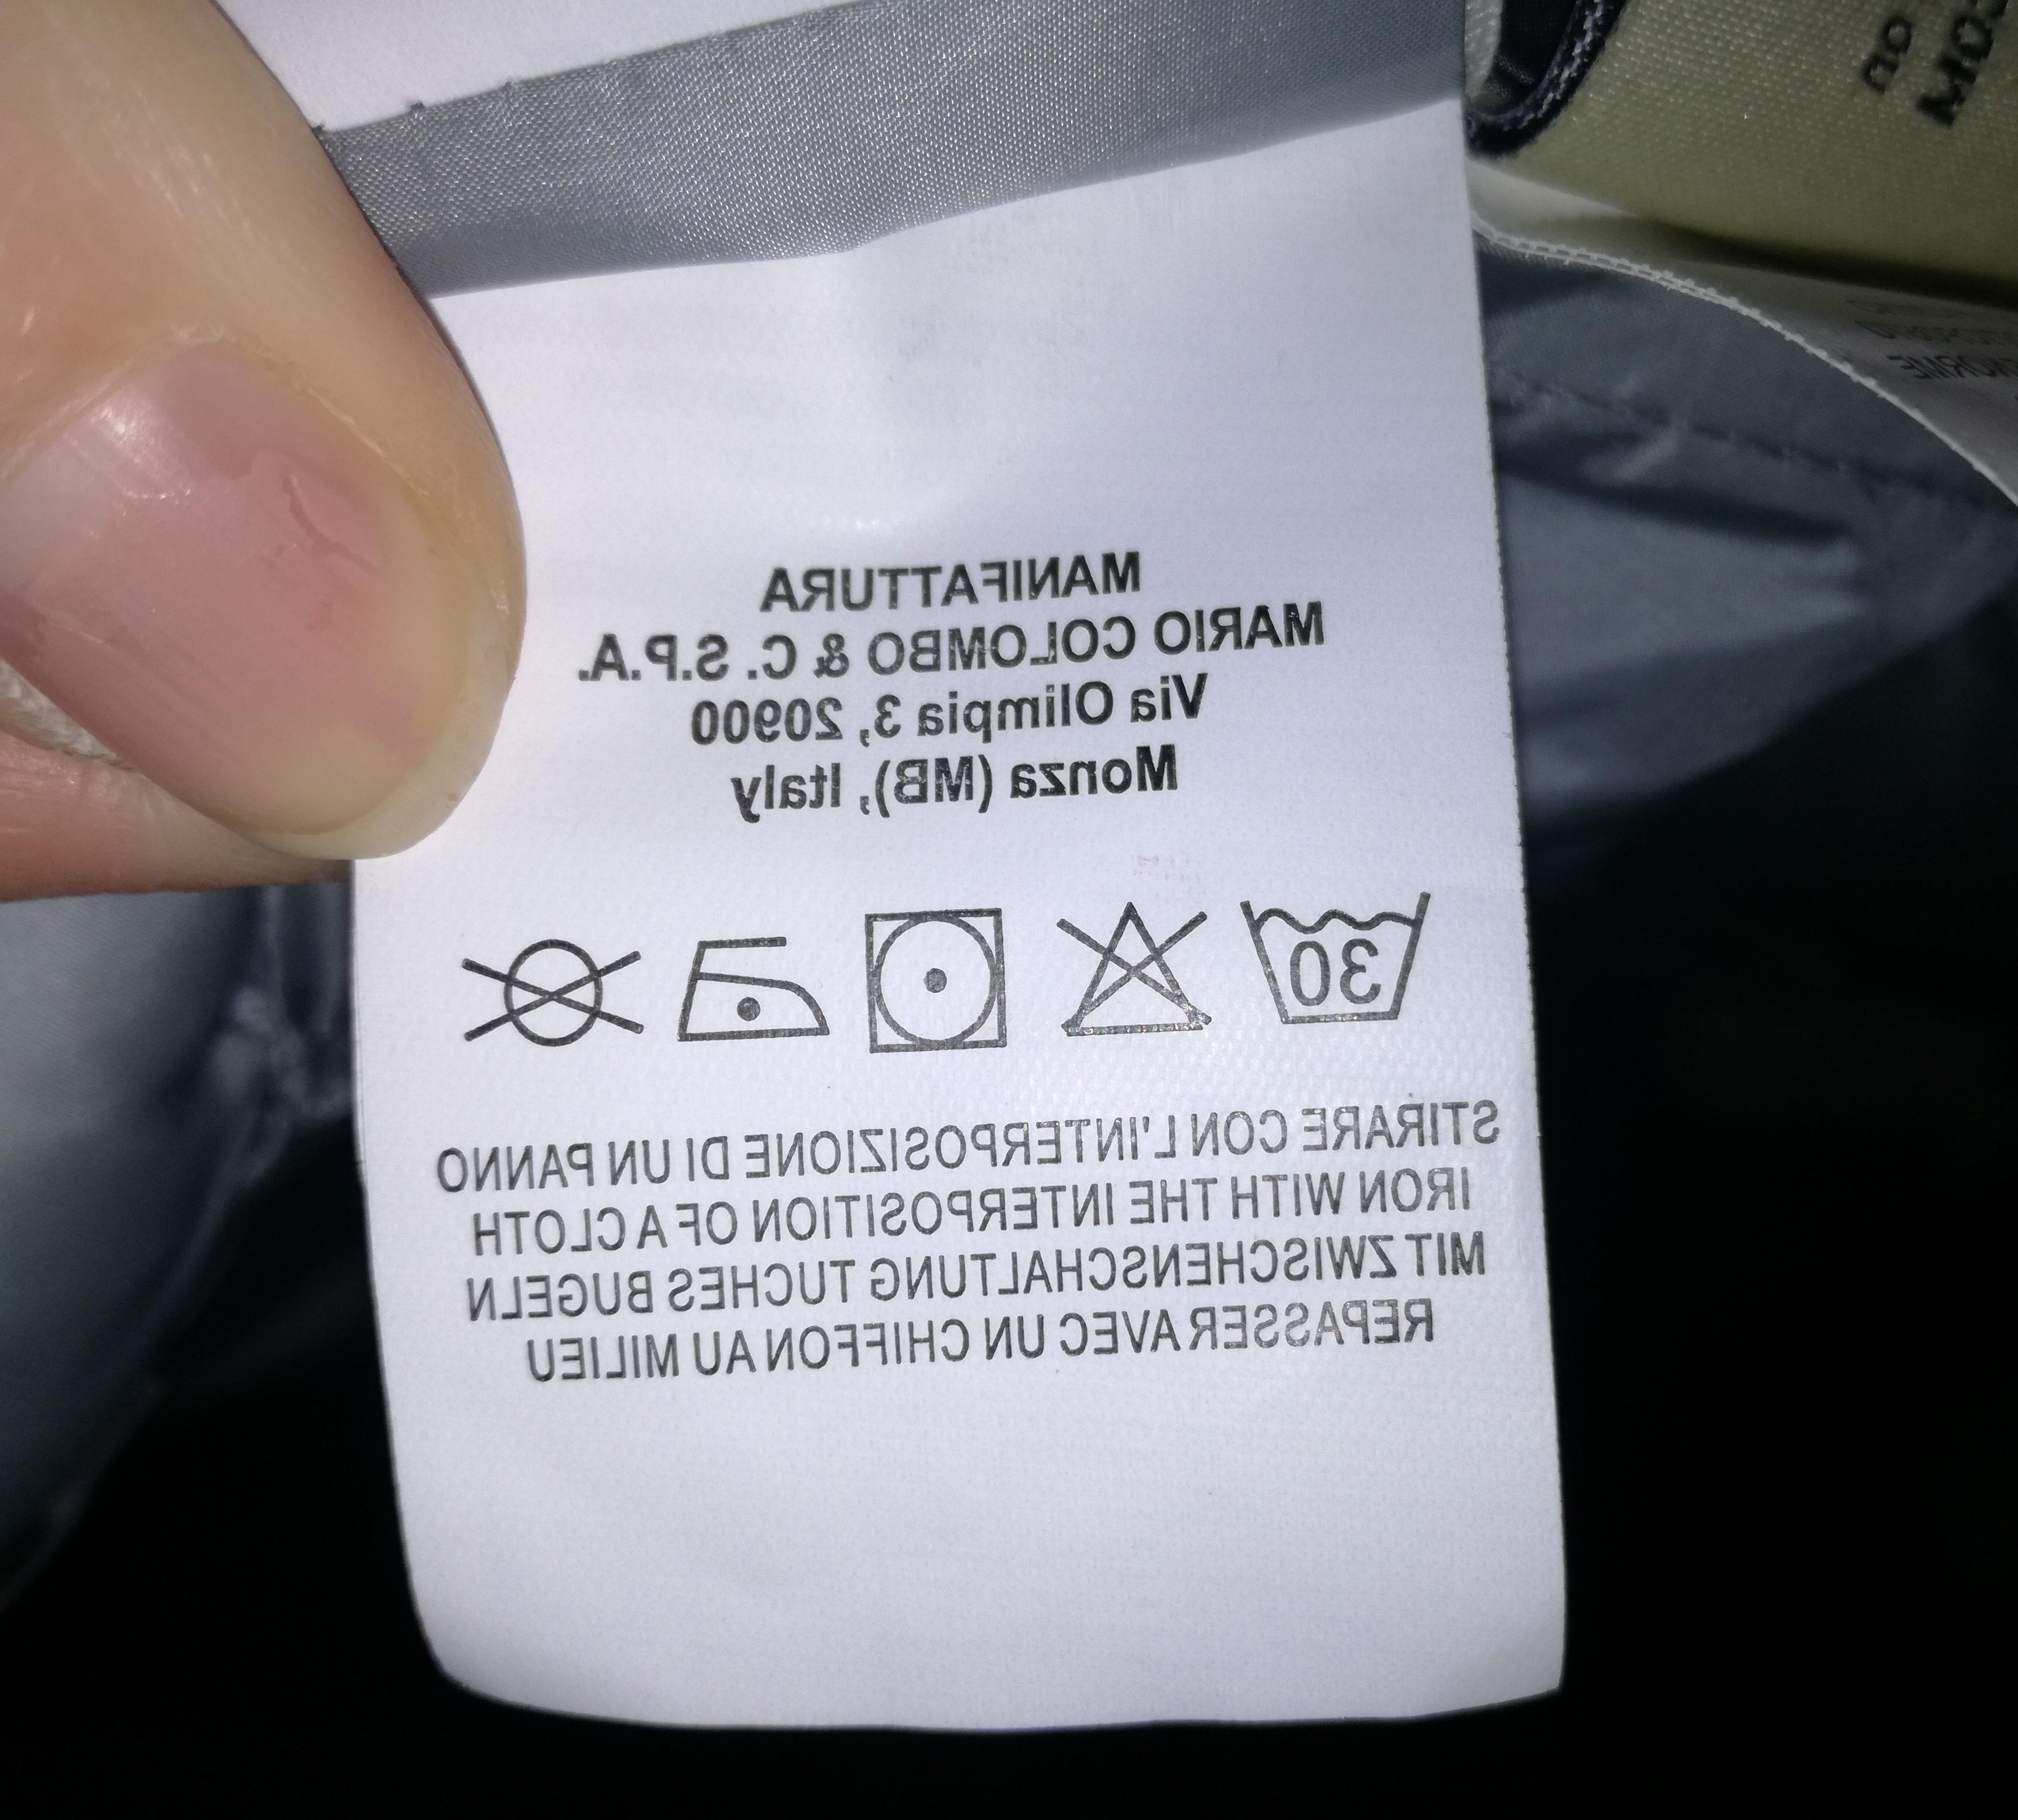 MANIFATTURA
MARIO COLOMBO & C. S.P.A.
Via Olimpia 3, 20900
Monza (MB), Italy
30
STIRARE CON L'INTERPOSIZIONE DI UN PANNO
IRON WITH THE INTERPOSITION OF A CLOTH
MIT ZWISCHENSCHALTUNG TUCHES BUGELN
REPASSER AVEC UN CHIFFON AU MILIEU